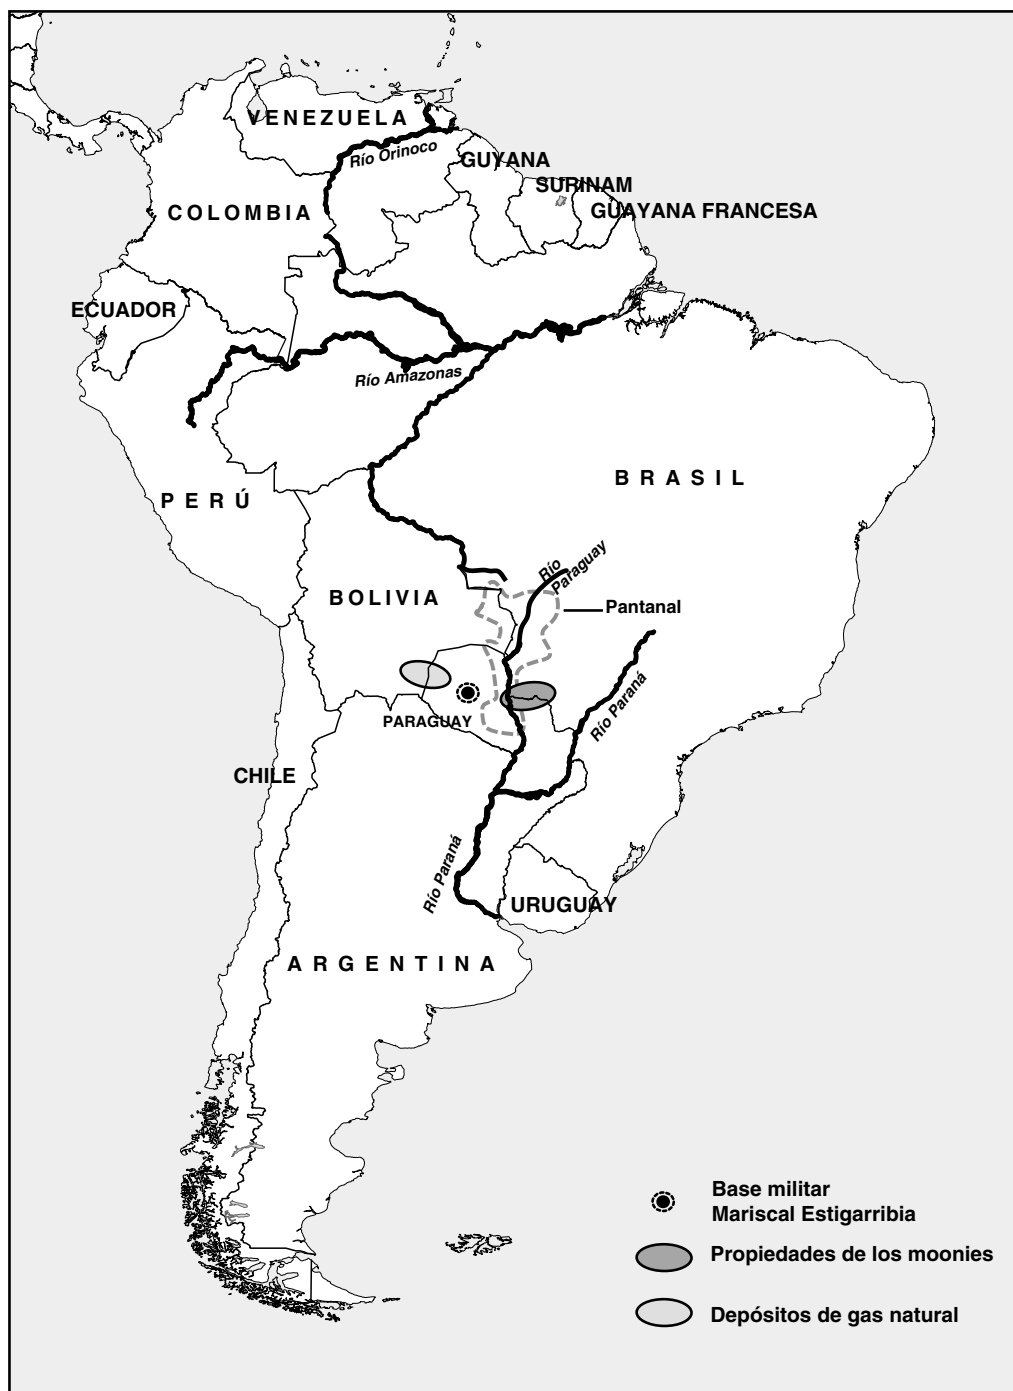 VENEZUELA
Río Orinoco
GUYANA
SURINAM
GUAYANA FRANCESA
COLOMBIA
ECUADOR
Río Amazonas
BRASIL
PERÚ
Río
Paraguay
BOLIVIA
Pantanal
Río Paraná
PARAGUAY
CHILE
Río Paraná
URUGUAY
ARGENTINA
Base militar
Mariscal Estigarribia
Propiedades de los moonies
Depósitos de gas natural